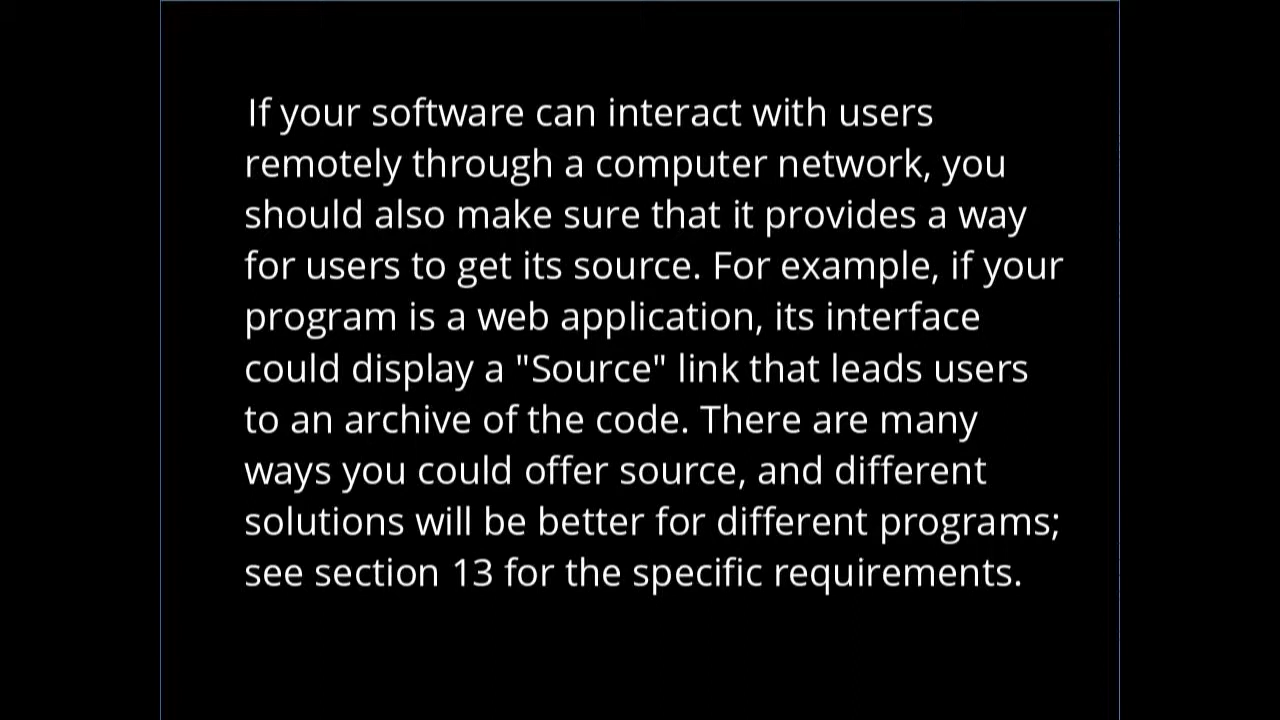 If your software can interact with users
remotely through a computer network, you
should also make sure that it provides a way
for users to get its source. For example, if your
program is a web application, its interface
could display a "Source" link that leads users
to an archive of the code. There are many
ways you could offer source, and different
solutions will be better for different programs;
see section 13 for the specific requirements.